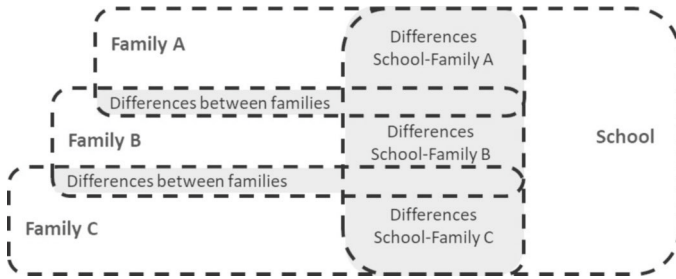 Family A
Differences
School-Family A
Differences between families
Family B
Differences
School-Family B
School
Differences between families
Family C
Differences
School-Family C